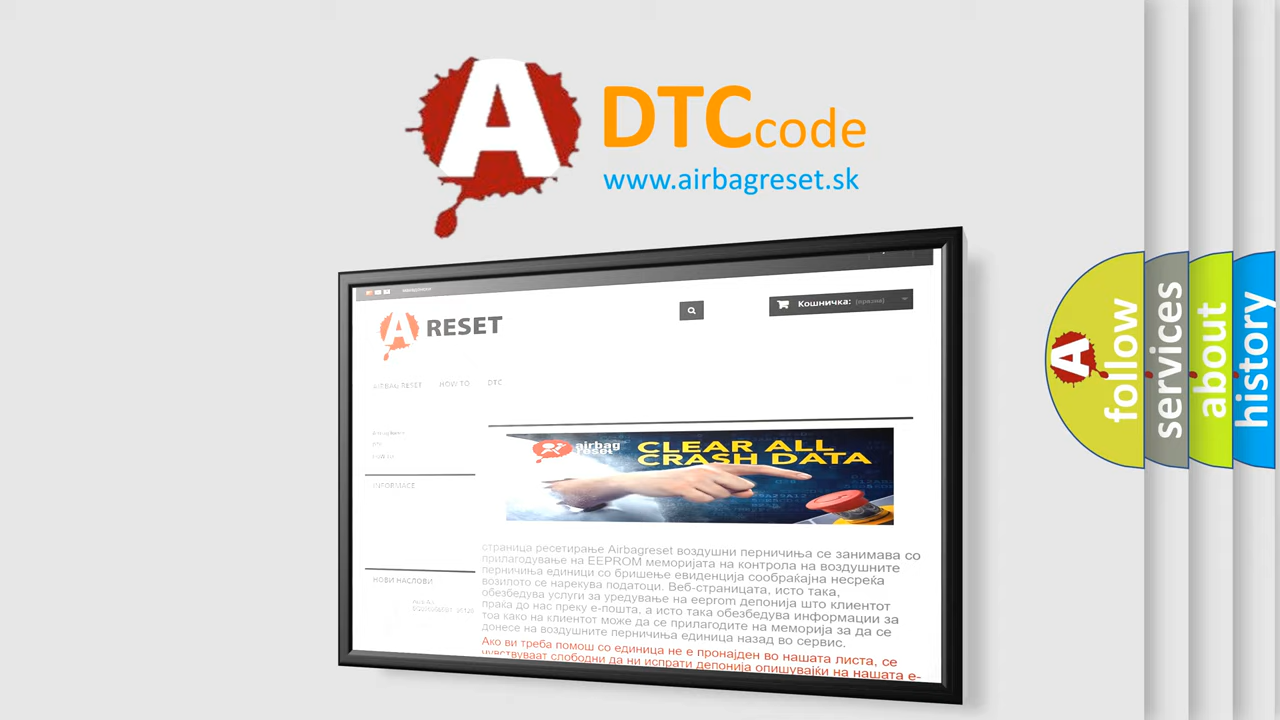 A
DTC code
www.airbagreset.sk
A RESET
Кошничка: (празна)
AIRBAG RESET HOW TO DTC
INFORMACE
НОВИ НАСЛОВИ
airbag
reset
CLEAR ALL
CRASH DATA
страница ресетирање Airbagreset воздушни перничиња се занимава со
прилагодување на EEPROM меморијата на контрола на воздушните
перничиња единици со бришење евиденција сообраќајна несреќа
возилото се нарекува податоци. Веб-страницата, исто така,
обезбедува услуги за уредување на eeprom депонија што клиентот
праќа до нас преку е-пошта, а исто така обезбедува информации за
тоа како на клиентот може да се прилагодите на меморија за да се
донесе на воздушните перничиња единица назад во сервис.
Ако ви треба помош со единица не е пронајден во нашата листа, се
чувствуваат слободни да ни испрати депонија опишувајќи на нашата е-
A follow
services
about
history